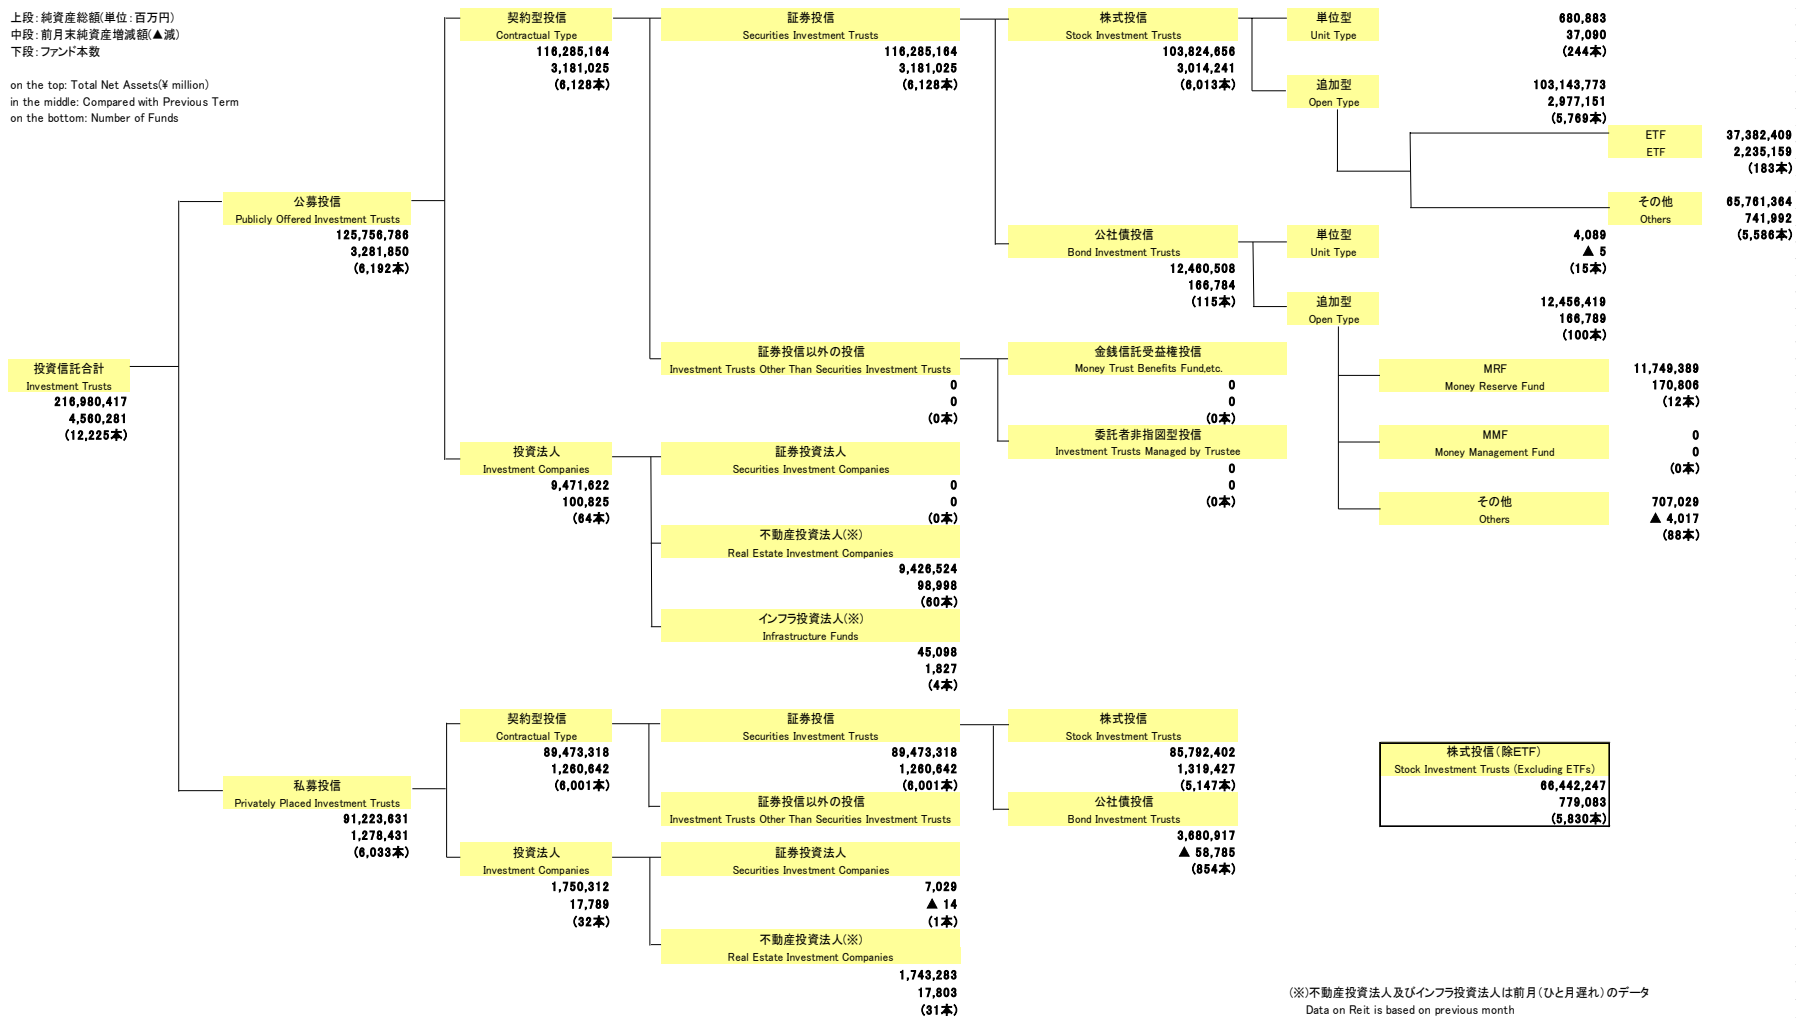 上段:純資産総額(単位:百万円)
中段:前月末純資産増減額(▲減)
下段:ファンド本数
on the top: Total Net Assets(¥ million)
in the middle: Compared with Previous Term
on the bottom: Number of Funds
投資信託合計
Investment Trusts
216,980,417
4,560,281
(12,225本)
公募投信
Publicly Offered Investment Trusts
125,756,786
3,281,850
(6,192本)
契約型投信
Contractual Type
116,285,164
3,181,025
(6,128本)
証券投信
Securities Investment Trusts
116,285,164
3,181,025
(6,128本)
株式投信
Stock Investment Trusts
103,824,656
3,014,241
(6,013本)
単位型
Unit Type
680,883
37,090
(244本)
追加型
Open Type
103,143,773
2,977,151
(5,769本)
ETF
ETF
37,382,409
2,235,159
(183本)
その他
Others
65,761,364
741,992
(5,586本)
公社債投信
Bond Investment Trusts
12,460,508
166,784
(115本)
単位型
Unit Type
4,089
▲ 5
(15本)
追加型
Open Type
12,456,419
166,789
(100本)
MRF
Money Reserve Fund
11,749,389
170,806
(12本)
MMF
Money Management Fund
0
0
(0本)
その他
Others
707,029
▲ 4,017
(88本)
証券投信以外の投信
Investment Trusts Other Than Securities Investment Trusts
0
0
(0本)
金銭信託受益権投信
Money Trust Benefits Fund,etc.
0
0
(0本)
委託者非指図型投信
Investment Trusts Managed by Trustee
0
0
(0本)
投資法人
Investment Companies
9,471,622
100,825
(64本)
証券投資法人
Securities Investment Companies
0
0
(0本)
不動産投資法人(※)
Real Estate Investment Companies
9,426,524
98,998
(60本)
インフラ投資法人(※)
Infrastructure Funds
45,098
1,827
(4本)
私募投信
Privately Placed Investment Trusts
91,223,631
1,278,431
(6,033本)
契約型投信
Contractual Type
89,473,318
1,260,642
(6,001本)
証券投信
Securities Investment Trusts
89,473,318
1,260,642
(6,001本)
株式投信
Stock Investment Trusts
85,792,402
1,319,427
(5,147本)
公社債投信
Bond Investment Trusts
3,680,917
▲ 58,785
(854本)
証券投信以外の投信
Investment Trusts Other Than Securities Investment Trusts
投資法人
Investment Companies
1,750,312
17,789
(32本)
証券投資法人
Securities Investment Companies
7,029
▲ 14
(1本)
不動産投資法人(※)
Real Estate Investment Companies
1,743,283
17,803
(31本)
株式投信(除ETF)
Stock Investment Trusts (Excluding ETFs)
66,442,247
779,083
(5,830本)
(※)不動産投資法人及びインフラ投資法人は前月(ひと月遅れ)のデータ
Data on Reit is based on previous month